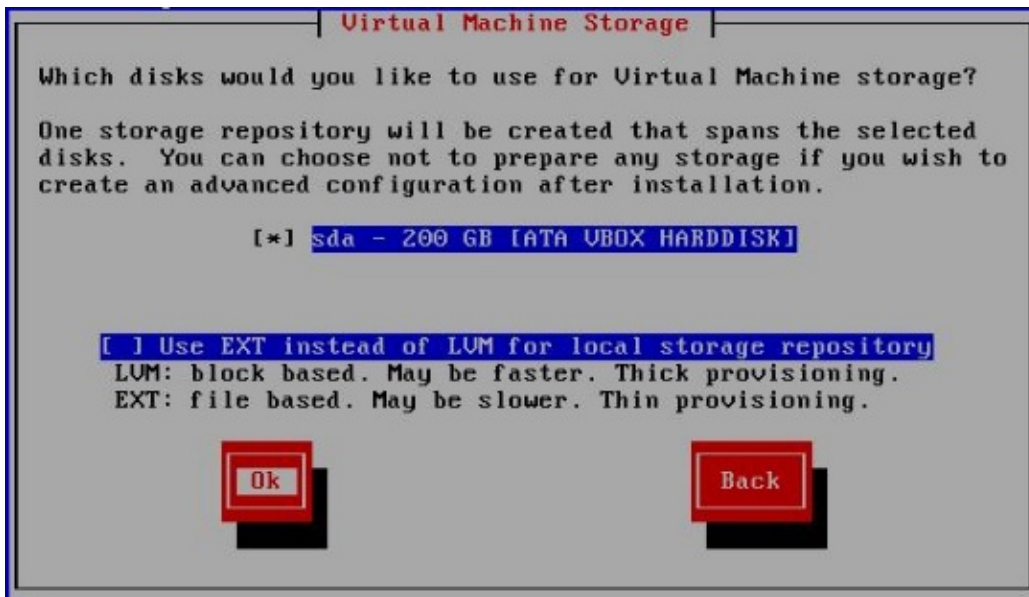 Virtual Machine Storage
Which disks would you like to use for Virtual Machine storage?
One storage repository will be created that spans the selected
disks.  You can choose not to prepare any storage if you wish to
create an advanced configuration after installation.
[*] sda - 200 GB [ATA VBOX HARDDISK]
[ ] Use EXT instead of LVM for local storage repository
LVM: block based. May be faster. Thick provisioning.
EXT: file based. May be slower. Thin provisioning.
Ok Back